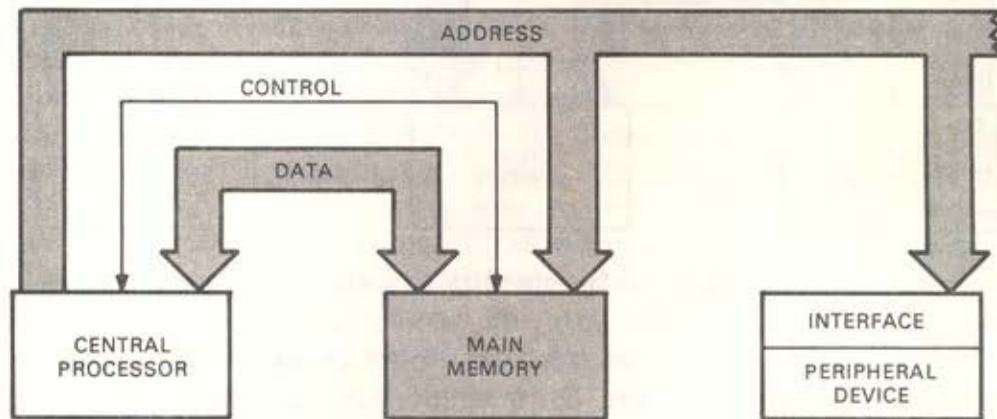 ADDRESS
CONTROL
DATA
CENTRAL
PROCESSOR
MAIN
MEMORY
INTERFACE
PERIPHERAL
DEVICE